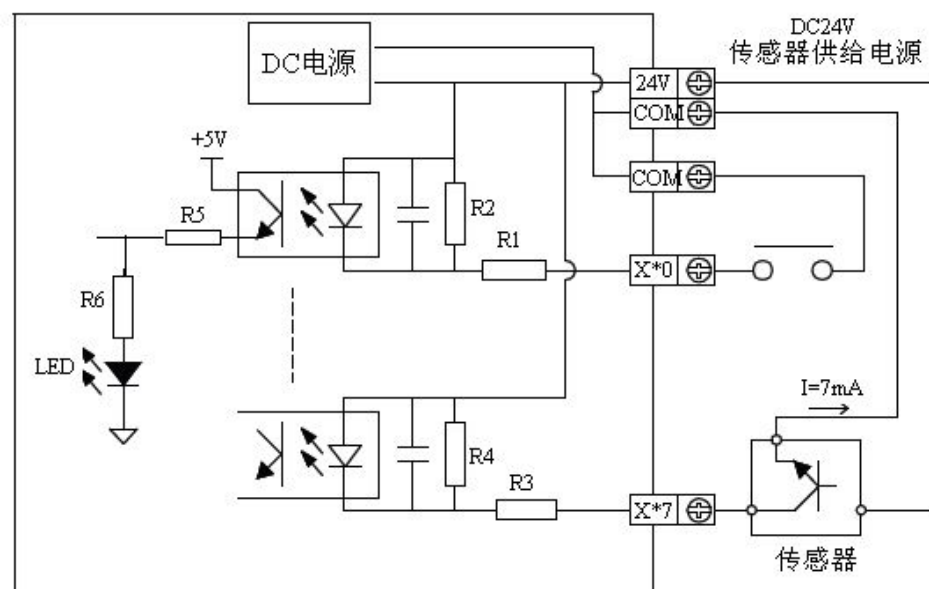 DC24V
传感器供给电源
DC电源
24V
COM
+5V
COM
R5
R2
R1
X*0
R6
LED
I=7mA
R4
R3
X*7
传感器